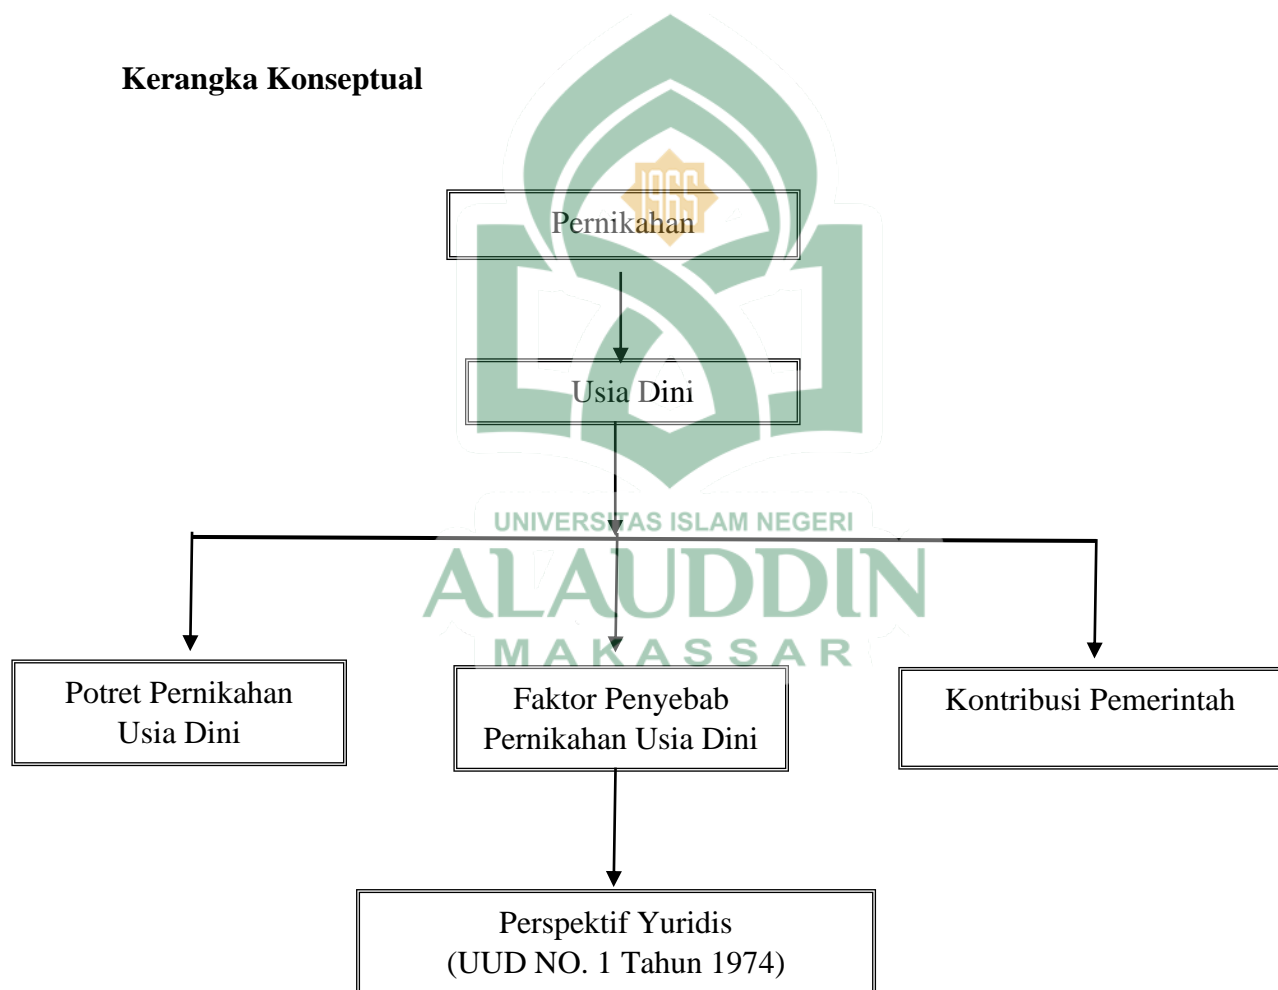 Kerangka Konseptual
1965
Pernikahan
Usia Dini
UNIVERSITAS ISLAM NEGERI
ALAUDDIN
MAKASSAR
Potret Pernikahan
Usia Dini
Faktor Penyebab
Pernikahan Usia Dini
Kontribusi Pemerintah
Perspektif Yuridis
(UUD NO. 1 Tahun 1974)